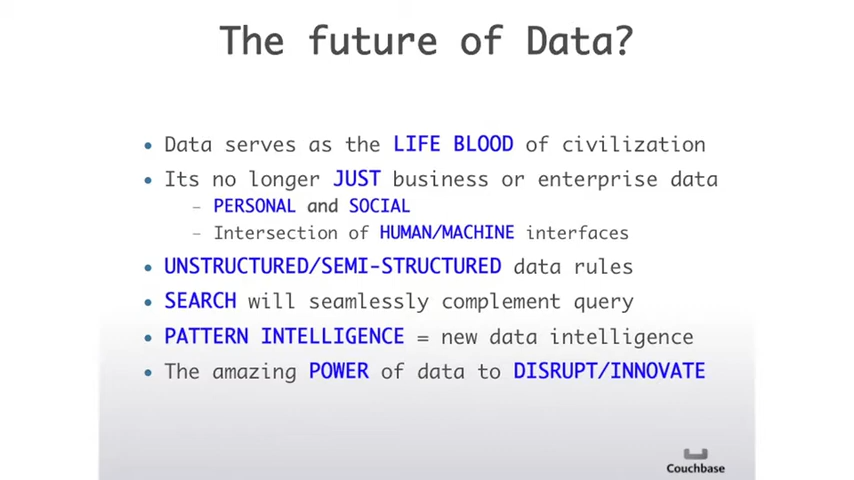 The future of Data?
• Data serves as the LIFE BLOOD of civilization
• Its no longer JUST business or enterprise data
– PERSONAL and SOCIAL
– Intersection of HUMAN/MACHINE interfaces
• UNSTRUCTURED/SEMI-STRUCTURED data rules
• SEARCH will seamlessly complement query
• PATTERN INTELLIGENCE = new data intelligence
• The amazing POWER of data to DISRUPT/INNOVATE
Couchbase